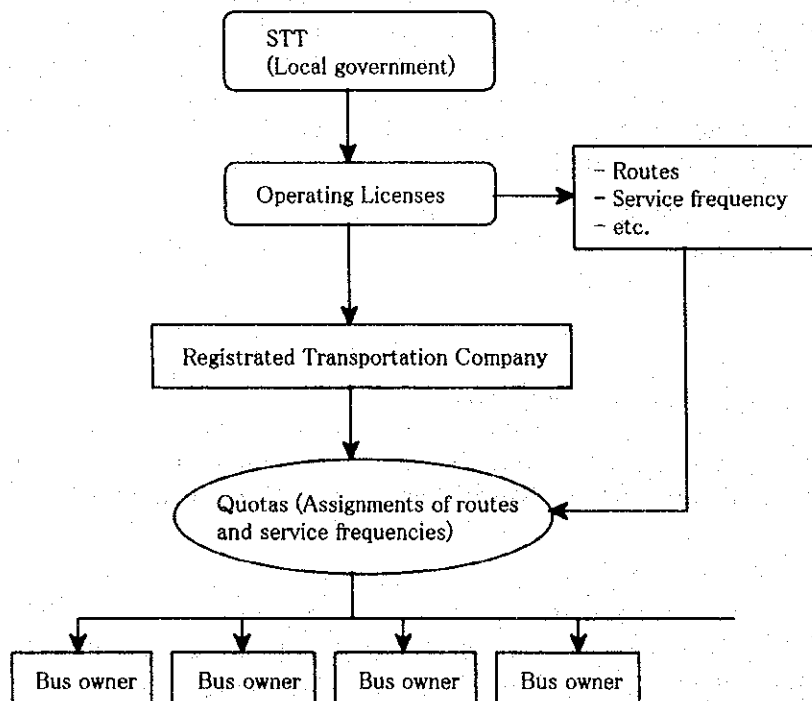 STT
(Local government)
Operating Licenses
- Routes
- Service frequency
- etc.
Registrated Transportation Company
Quotas (Assignments of routes
and service frequencies)
Bus owner
Bus owner
Bus owner
Bus owner